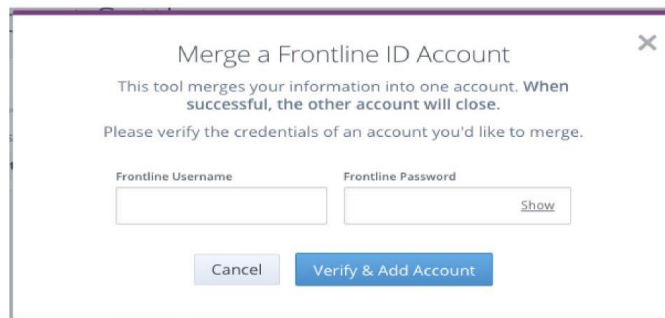 Merge a Frontline ID Account
This tool merges your information into one account. When
successful, the other account will close.
Please verify the credentials of an account you'd like to merge.
Frontline Username Frontline Password
Show
Cancel Verify & Add Account